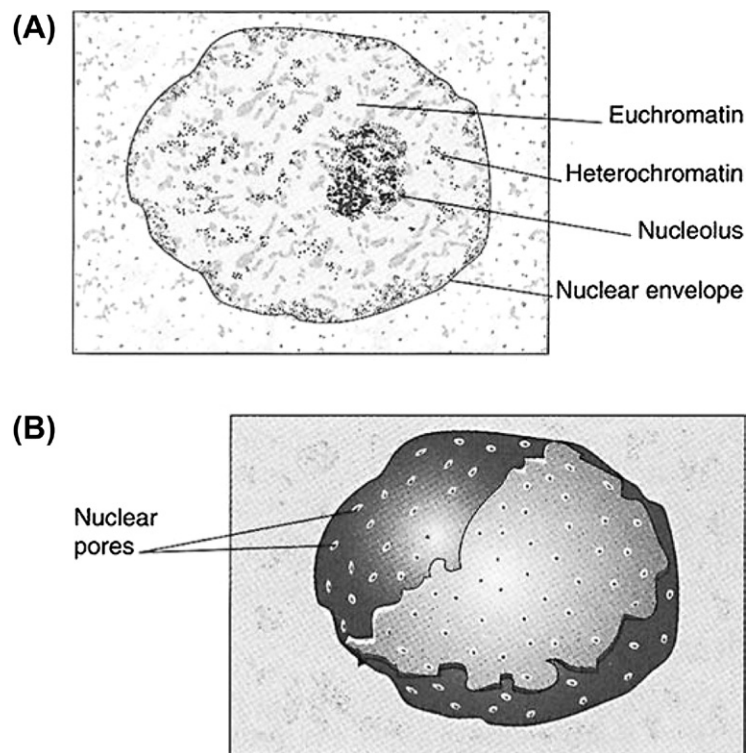 (A)
Euchromatin
Heterochromatin
Nucleolus
Nuclear envelope
(B)
Nuclear
pores